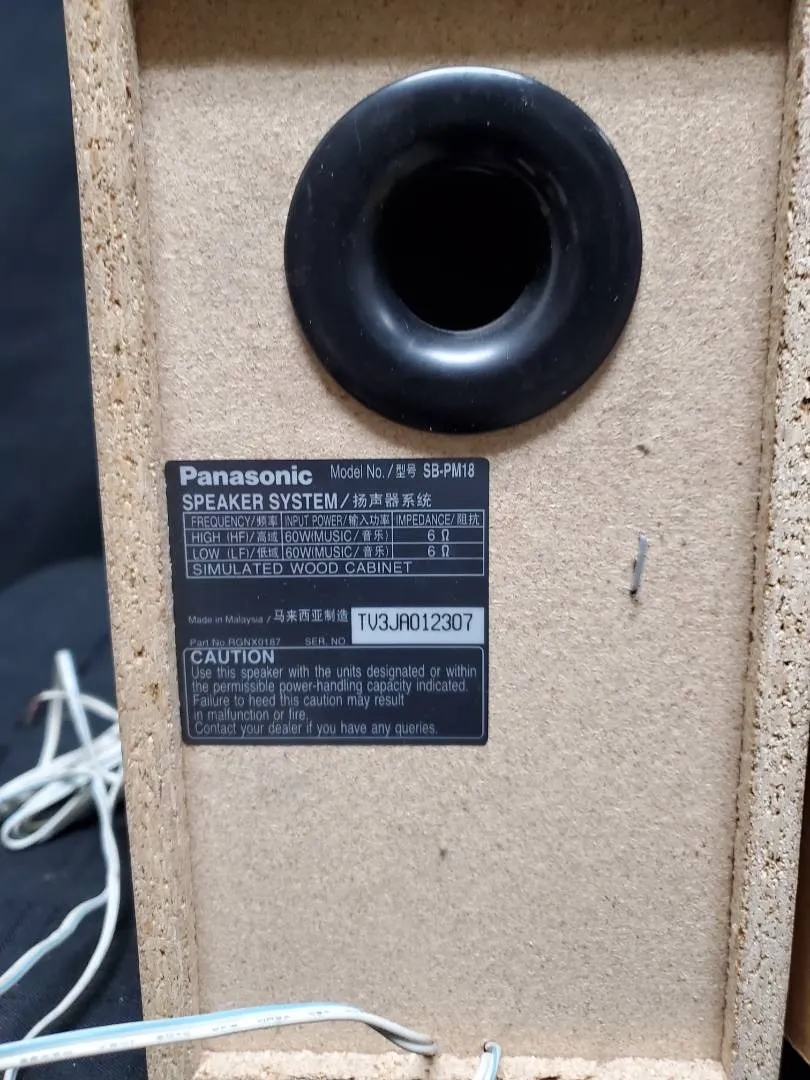 Panasonic Model No./型号 SB-PM18
SPEAKER SYSTEM/扬声器系统
FREQUENCY/频率 INPUT POWER/输入功率 IMPEDANCE/阻抗
HIGH (HF)/高域 60W(MUSIC/音乐) 6 Ω
LOW (LF)/低域 60W(MUSIC/音乐) 6 Ω
SIMULATED WOOD CABINET
Made in Malaysia/马来西亚制造 TV3JA012307
Part No RGNX0187 SER. NO
CAUTION
Use this speaker with the units designated or within
the permissible power-handling capacity indicated.
Failure to heed this caution may result
in malfunction or fire.
Contact your dealer if you have any queries.